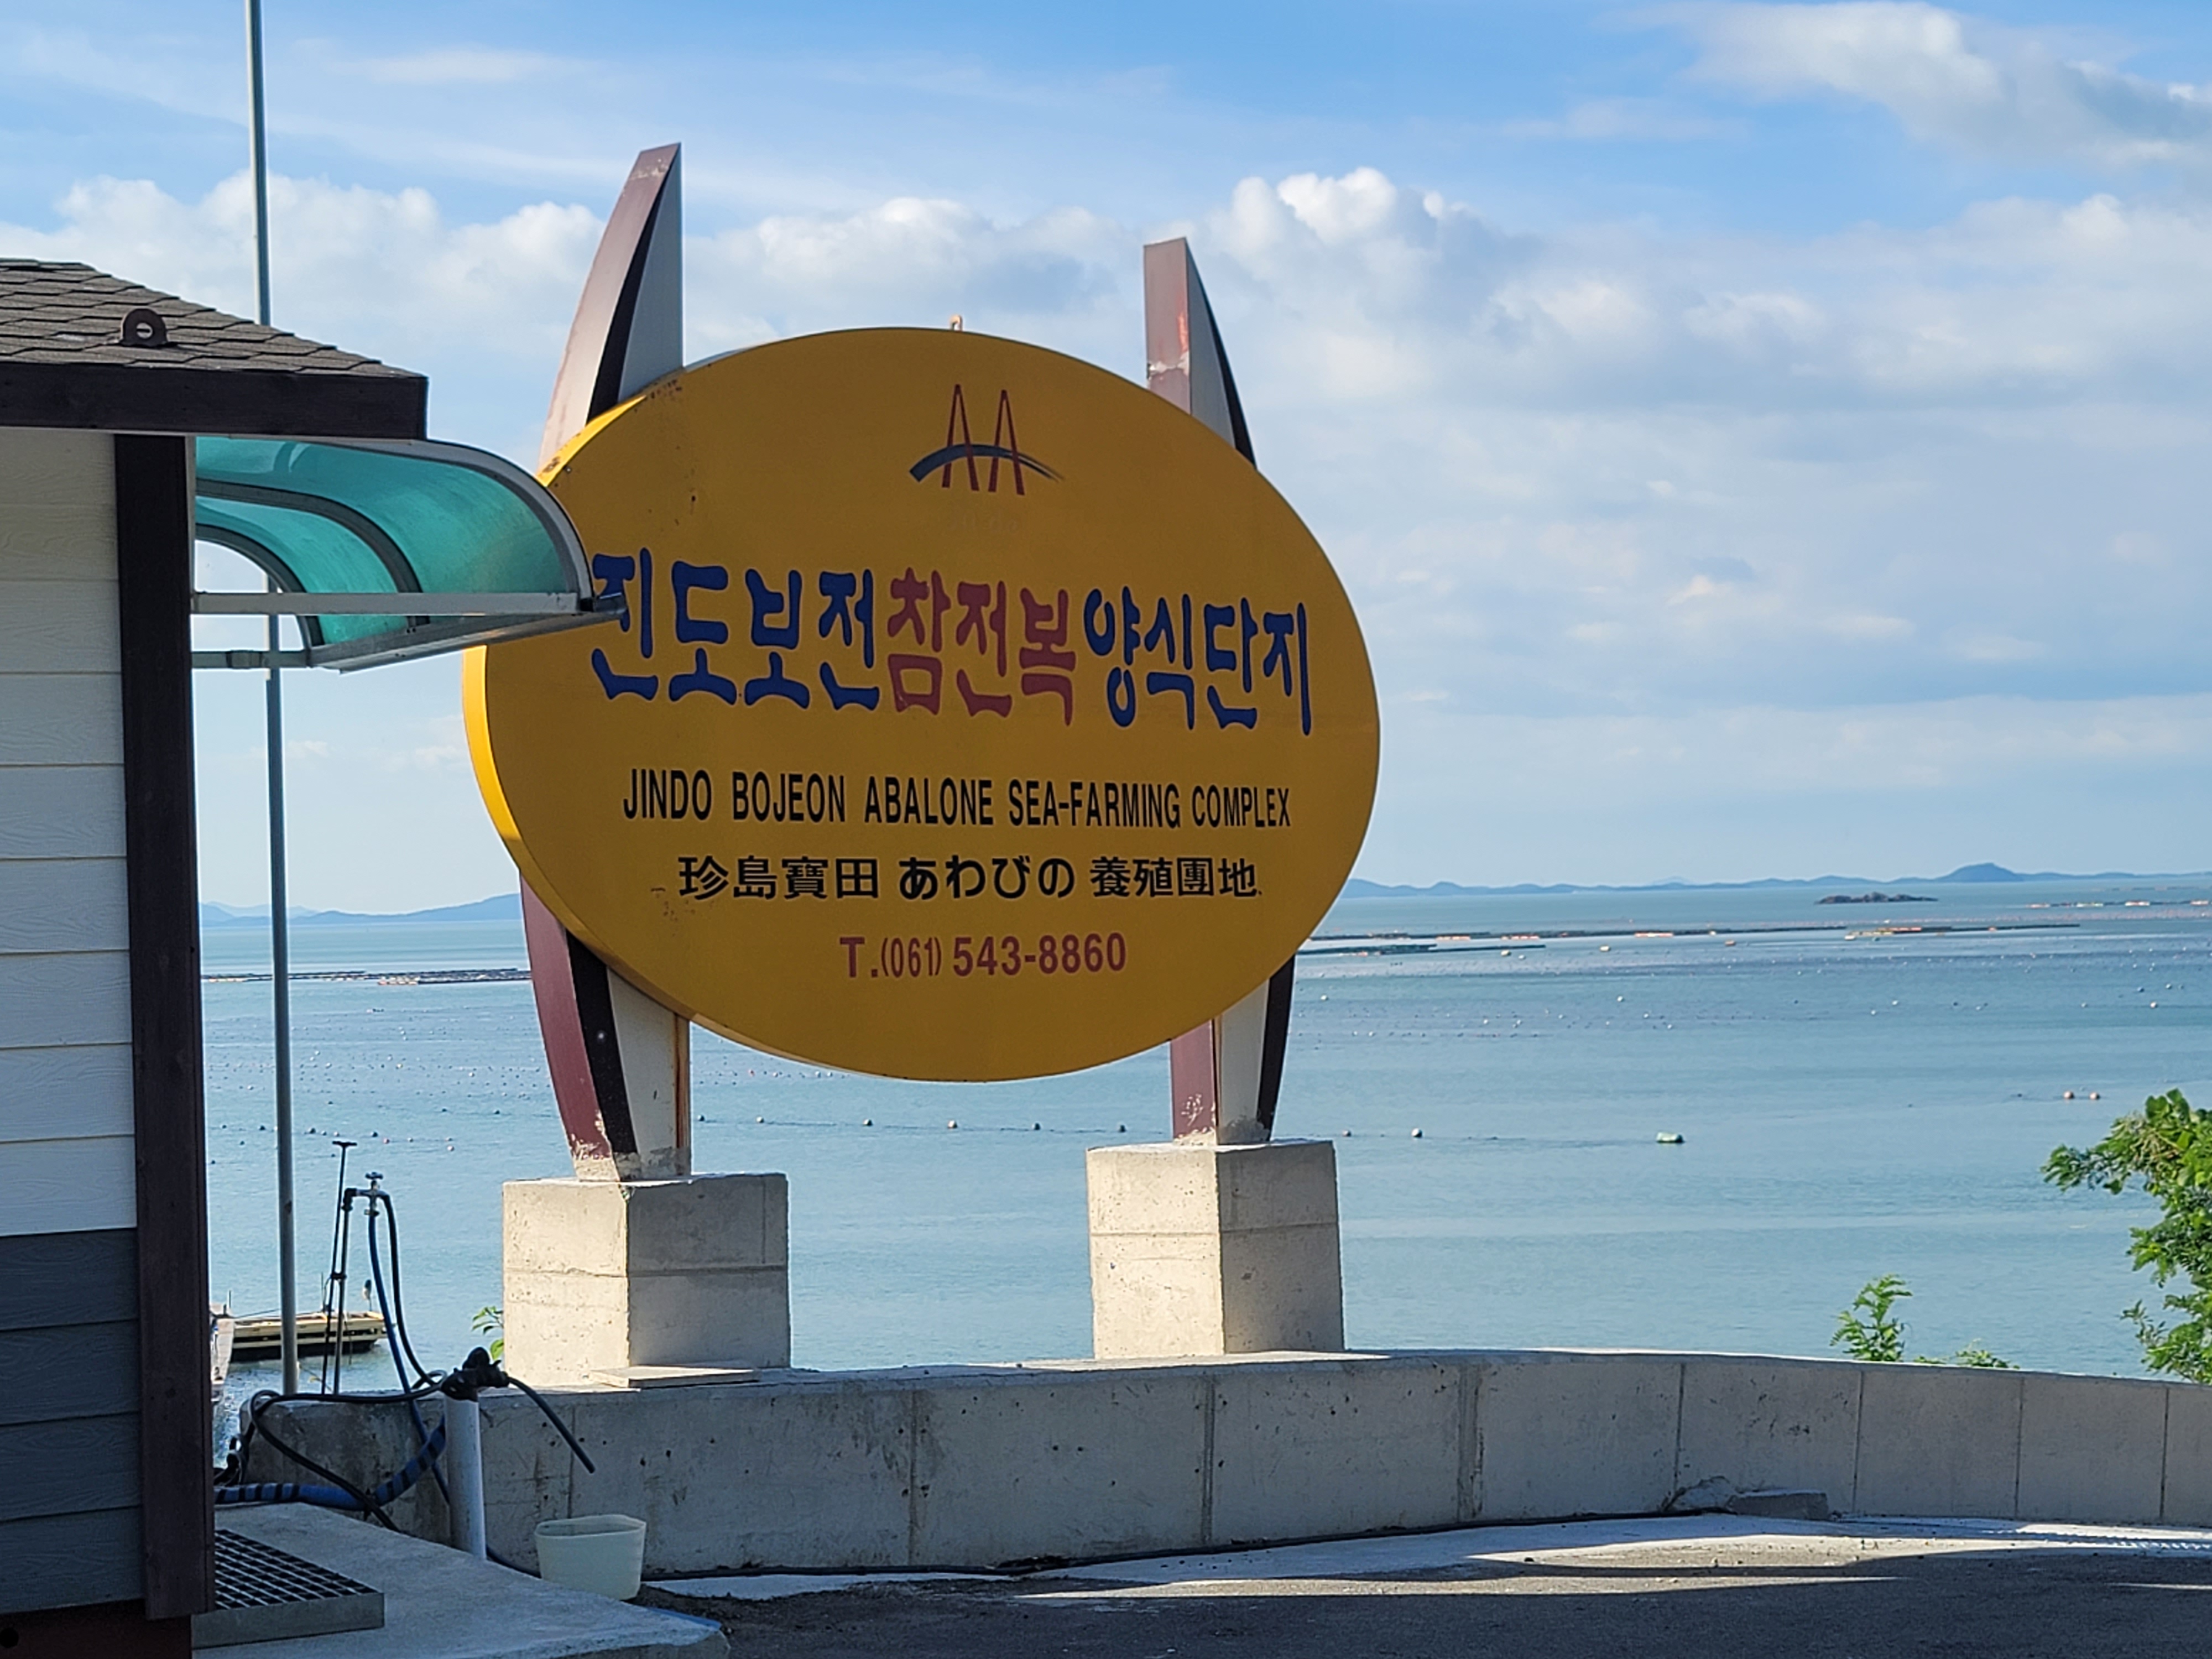 진도보전참전복양식단지
JINDO BOJEON ABALONE SEA-FARMING COMPLEX
珍島寶田 あわびの 養殖團地
T.(061) 543-8860